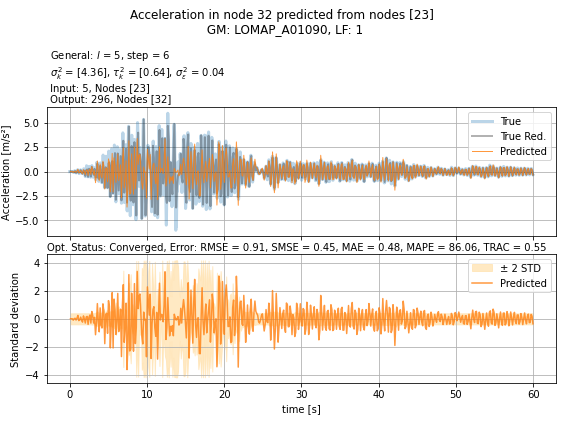 Acceleration in node 32 predicted from nodes [23]
GM: LOMAP_A01090, LF: 1
General: l = 5, step = 6
σ²ₖ = [4.36], τ²ₖ = [0.64], σ²ε = 0.04
Input: 5, Nodes [23]
Output: 296, Nodes [32]
Acceleration [m/s²]
5.0
2.5
0.0
−2.5
−5.0
True
True Red.
Predicted
Opt. Status: Converged, Error: RMSE = 0.91, SMSE = 0.45, MAE = 0.48, MAPE = 86.06, TRAC = 0.55
Standard deviation
4
2
0
−2
−4
± 2 STD
Predicted
0 10 20 30 40 50 60
time [s]